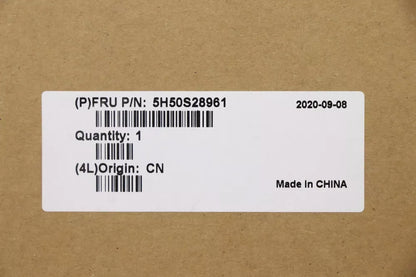 (P)FRU P/N: 5H50S28961
2020-09-08
Quantity: 1
(4L)Origin: CN
Made in CHINA